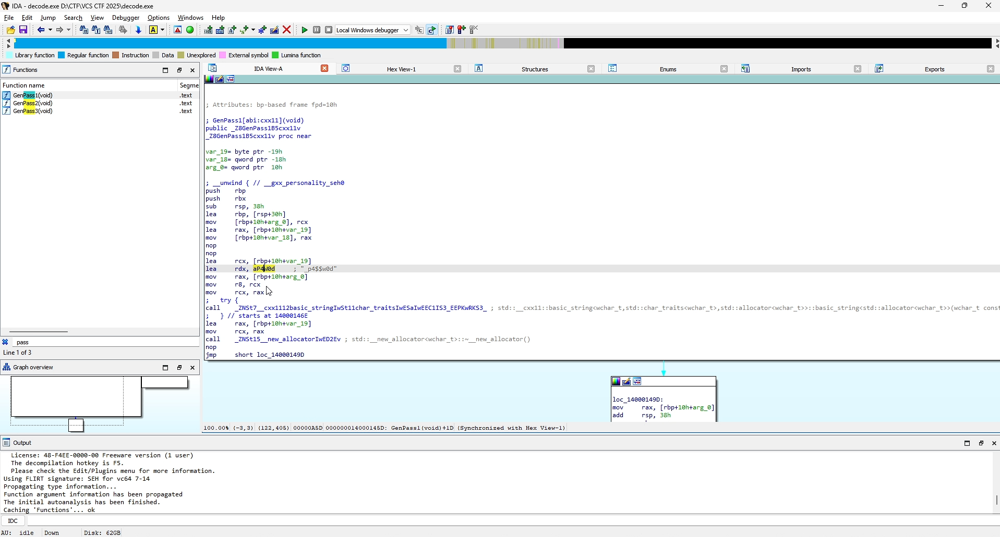 IDA - decode.exe D:\CTF\VCS CTF 2025\decode.exe
File Edit Jump Search View Debugger Options Windows Help
Local Windows debugger
Library function Regular function Instruction Data Unexplored External symbol Lumina function
Functions
Function name Segme
GenPass1(void) .text
GenPass2(void) .text
GenPass3(void) .text
pass
Line 1 of 3
Graph overview
IDA View-A Hex View-1 Structures Enums Imports Exports
; Attributes: bp-based frame fpd=10h
; GenPass1[abi:cxx11](void)
public _Z8GenPass1B5cxx11v
_Z8GenPass1B5cxx11v proc near
var_19= byte ptr -19h
var_18= qword ptr -18h
arg_0= qword ptr  10h
; __unwind { // __gxx_personality_seh0
push rbp
push rbx
sub rsp, 38h
lea rbp, [rsp+30h]
mov [rbp+10h+arg_0], rcx
lea rax, [rbp+10h+var_19]
mov [rbp+10h+var_18], rax
nop
nop
lea rcx, [rbp+10h+var_19]
lea rdx, aP4W0d ; "_p4$$w0d"
mov rax, [rbp+10h+arg_0]
mov r8, rcx
mov rcx, rax
; try {
call _ZNSt7__cxx1112basic_stringIwSt11char_traitsIwESaIwEEC1IS3_EEPKwRKS3_ ; std::__cxx11::basic_string<wchar_t,std::char_traits<wchar_t>,std::allocator<wchar_t>>::basic_string<std::allocator<wchar_t>>(wchar_t const
; } // starts at 14000146E
lea rax, [rbp+10h+var_19]
mov rcx, rax
call _ZNSt15__new_allocatorIwED2Ev ; std::__new_allocator<wchar_t>::~__new_allocator()
nop
jmp short loc_14000149D
loc_14000149D:
mov rax, [rbp+10h+arg_0]
add rsp, 38h
100.00% (-3,3) (122,405) 00000A5D 000000014000145D: GenPass1(void)+1D (Synchronized with Hex View-1)
Output
License: 48-F4EE-0000-00 Freeware version (1 user)
The decompilation hotkey is F5.
Please check the Edit/Plugins menu for more information.
Using FLIRT signature: SEH for vc64 7-14
Propagating type information...
Function argument information has been propagated
The initial autoanalysis has been finished.
Caching 'Functions'... ok
IDC
AU: idle Down Disk: 62GB